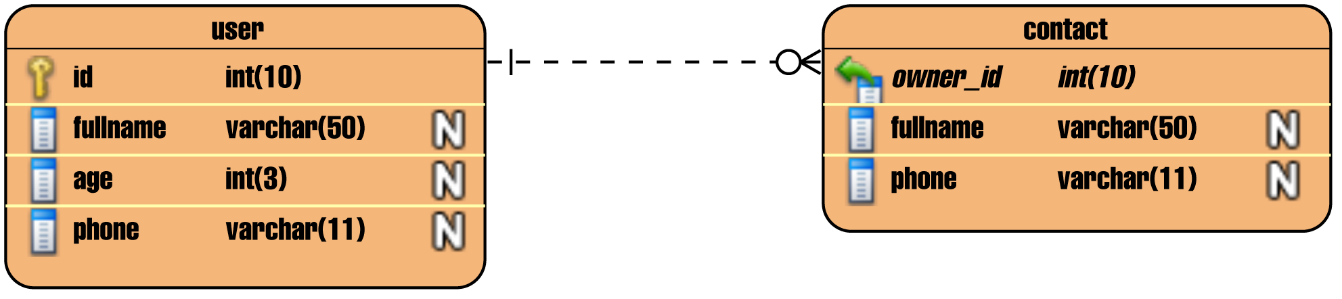 user
id int(10)
fullname varchar(50) N
age int(3) N
phone varchar(11) N
contact
owner_id int(10)
fullname varchar(50) N
phone varchar(11) N